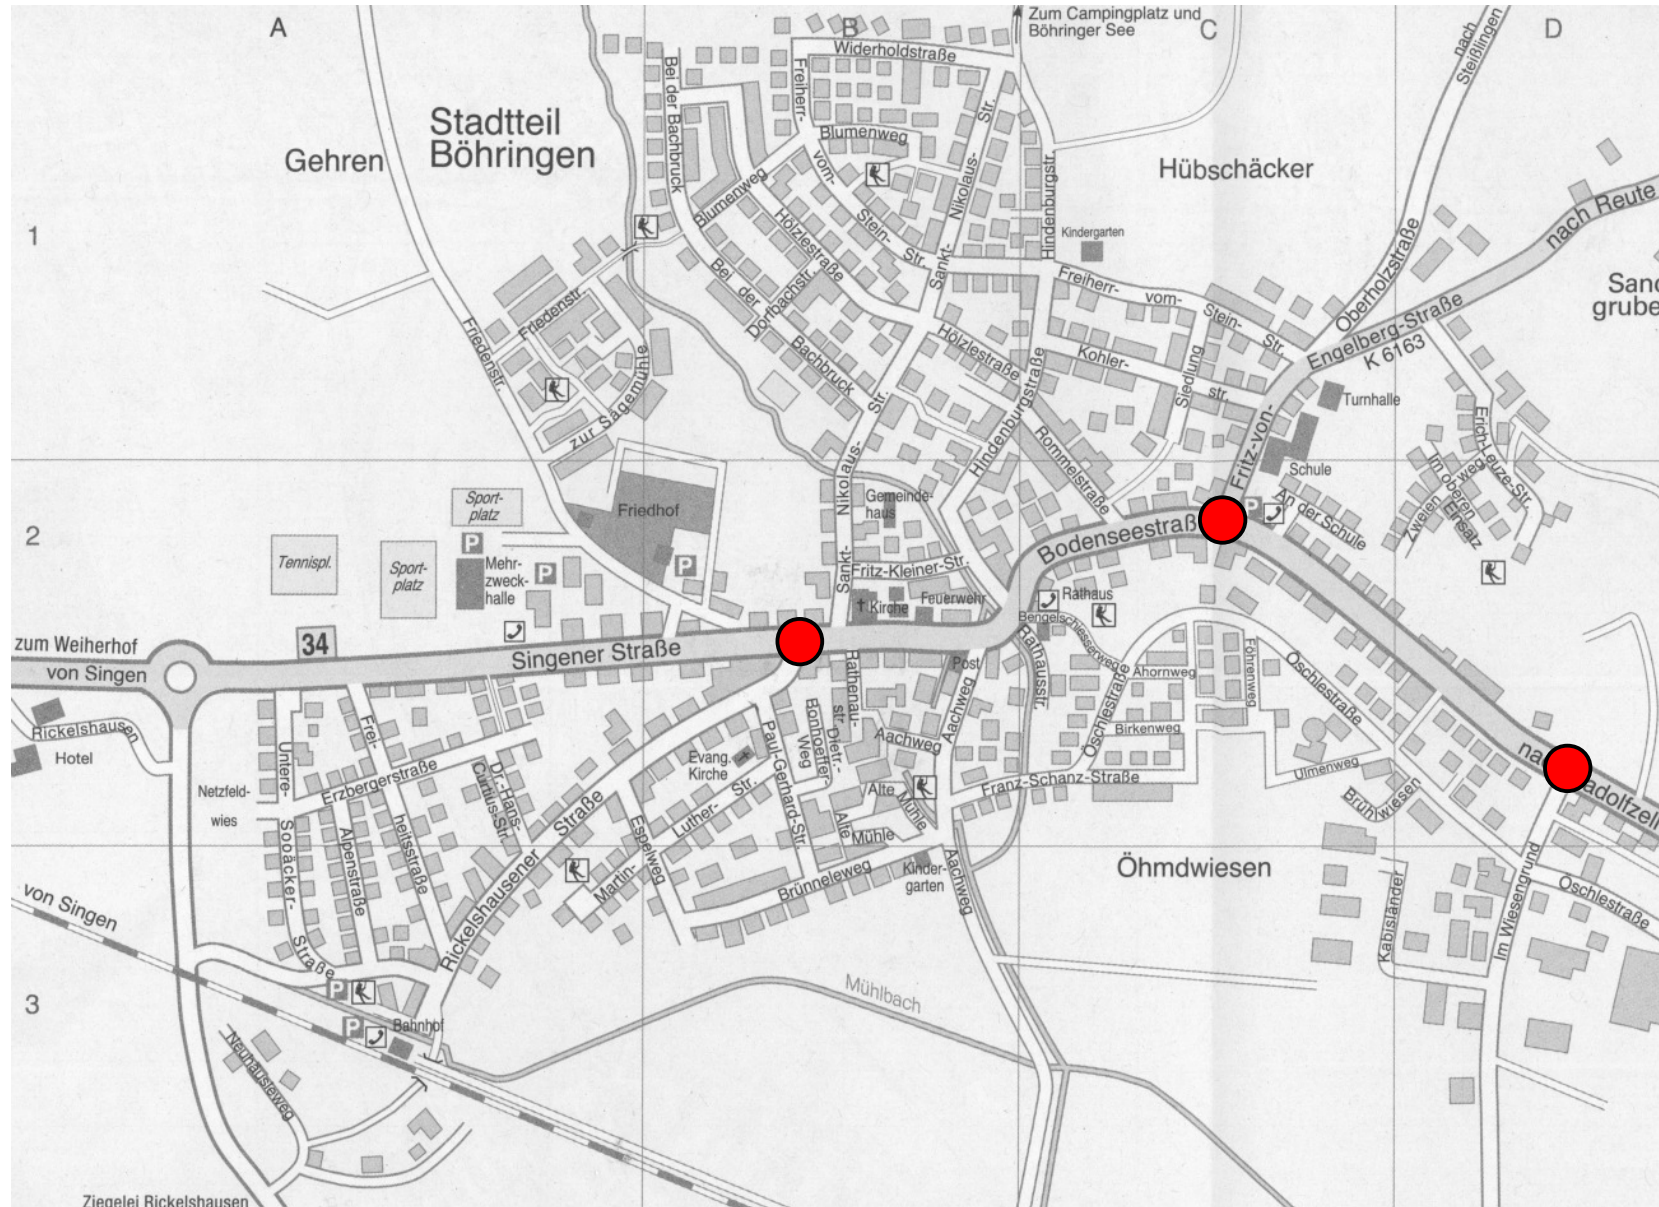 A
B
C
D
1
2
3
Zum Campingplatz und
Böhringer See
nach
Steißlingen
Stadtteil
Böhringen
Gehren
Hübschäcker
Widerholdstraße
Bei der Bachbruck
Freiherr-
vom-
Stein-
Str.
Blumenweg
Blumenweg
Hölzlestraße
Nikolaus-
Str.
Sankt-
Hindenburgstr.
Kindergarten
Freiherr-
vom-
Stein-
Str.
Oberholzstraße
nach Reute
Engelberg-Straße
K 6163
Bei
der
Bachbruck
Dorfbachstr.
Hölzlestraße
Kohler-
str.
Siedlung
Friedenstr.
Friedenstr.
zur Sägemühle
Hindenburgstraße
Rommelstraße
Turnhalle
Fritz-von-
Schule
An der Schule
Erich-Leuze-Str.
Im oberen
Einsatz
Zweien
weg
Str.
Nikolaus-
Sankt-
Gemeinde-
haus
Fritz-Kleiner-Str.
Kirche
Feuerwehr
Friedhof
Sport-
platz
Sport-
platz
Tennispl.
Mehr-
zweck-
halle
P
P
P
P
Bodenseestraß
Rathaus
Bengels
Rathausstr.
Post
zum Weiherhof
von Singen
34
Singener Straße
Rickelshausen
Hotel
Netzfeld-
wies
Untere-
Sooäcker-
Straße
Frei-
heitsstraße
Erzbergerstraße
Alpenstraße
Dr.-Hans-
Curtius-Str.
Rickelshausener
Straße
Evang.
Kirche
Martin-
Luther-
Str.
Espelweg
Paul-Gerhard-Str.
Dietr.-
Bonhoeffer
Weg
Rathenau-
str.
Aachweg
Aachweg
Alte
Mühle
Alte
Mühle
Brünneleweg
Kinder-
garten
Aachweg
Franz-Schanz-Straße
Öschlestraße
Ahornweg
Birkenweg
Föhrenweg
Öschlestraße
Ulmenweg
Brühlwiesen
Öhmdwiesen
Kabisländer
Im Wiesengrund
Öschlestraße
von Singen
P
P
Bahnhof
Neuhausleweg
Mühlbach
Ziegelei Rickelshausen